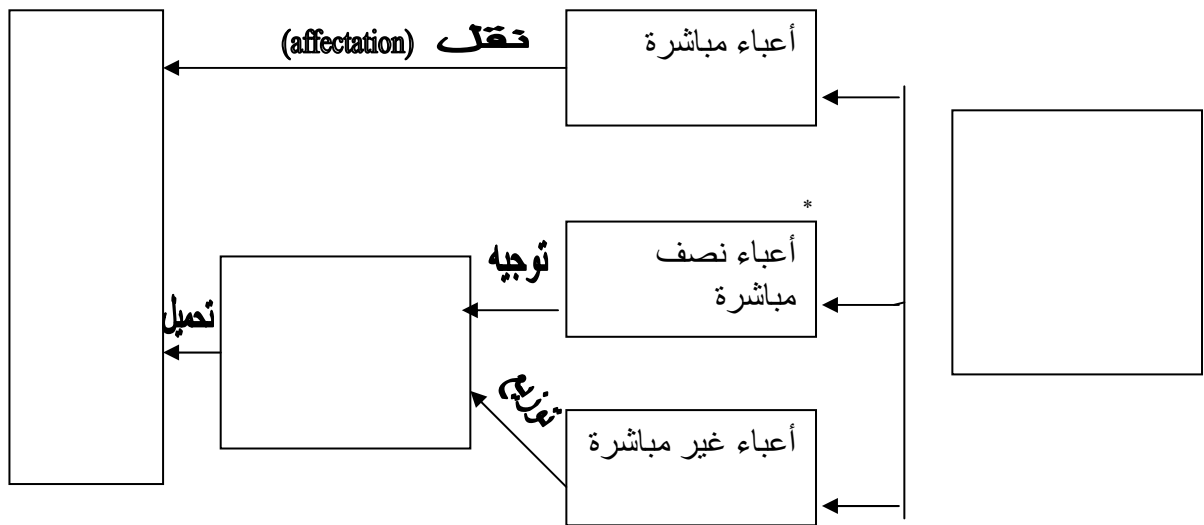 أعباء مباشرة
نقل (affectation)
*
أعباء نصف
مباشرة
توجيه
تحميل
توزيع
أعباء غير مباشرة